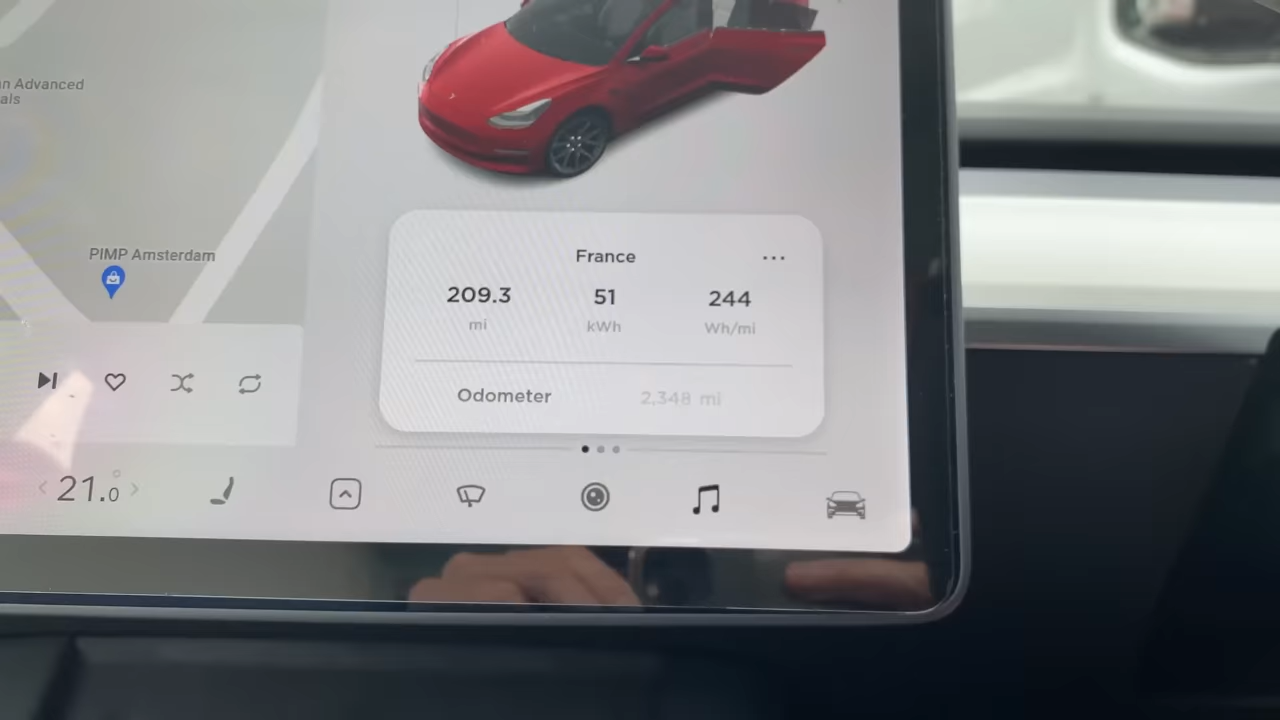 n Advanced
als
PIMP Amsterdam
France
209.3 51 244
mi kWh Wh/mi
Odometer 2,348 mi
21.0°